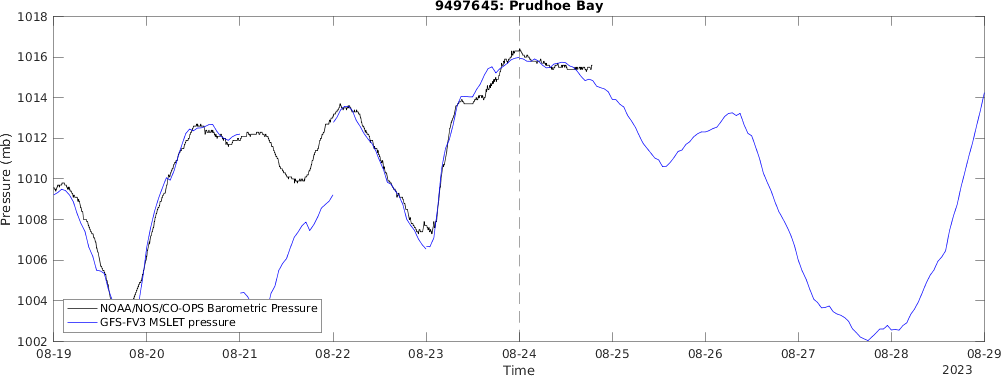 9497645: Prudhoe Bay
1018
1016
1014
1012
1010
1008
1006
1004
1002
Pressure (mb)
NOAA/NOS/CO-OPS Barometric Pressure
GFS-FV3 MSLET pressure
08-19 08-20 08-21 08-22 08-23 08-24 08-25 08-26 08-27 08-28 08-29
Time
2023